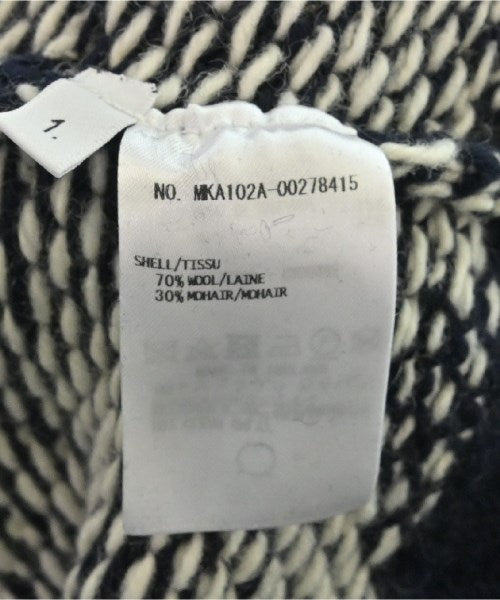 1.
NO. MKA102A-00278415
SHELL/TISSU
70% WOOL/LAINE
30% MOHAIR/MOHAIR